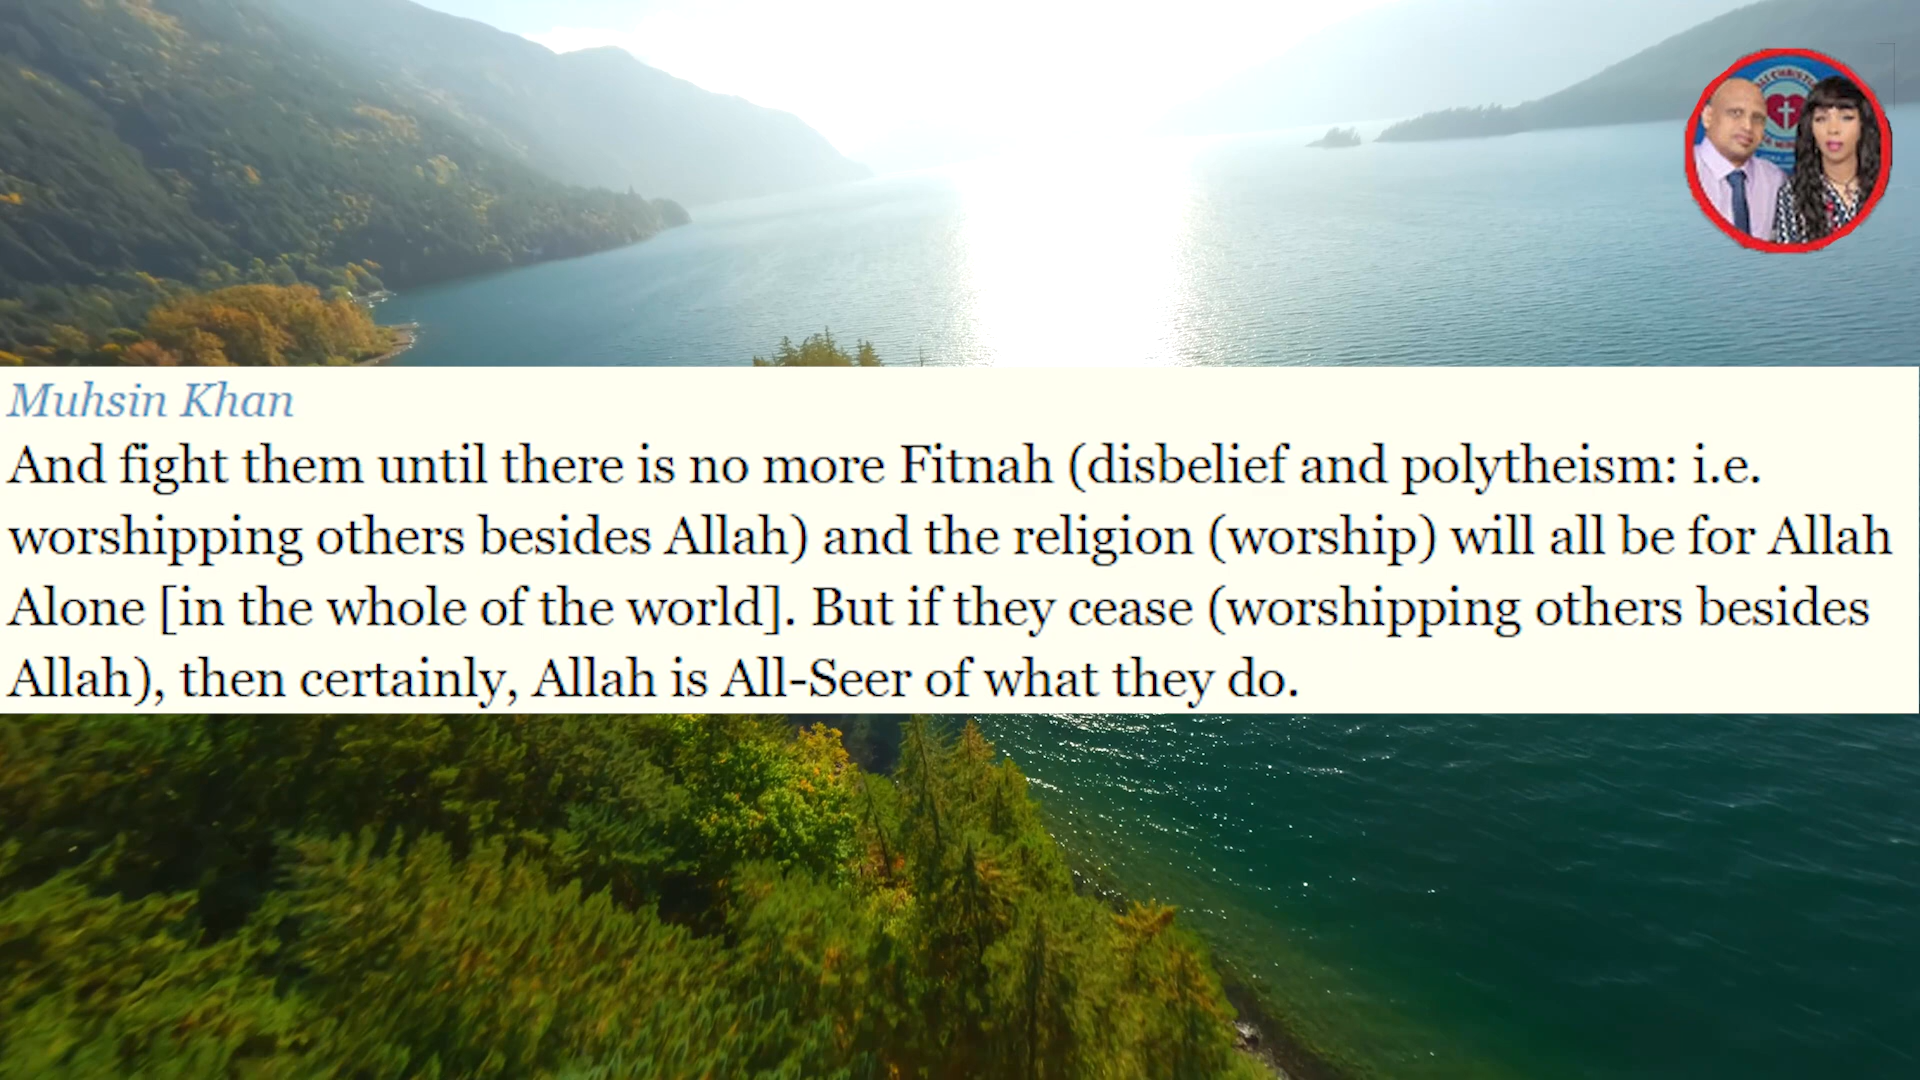 Muhsin Khan
And fight them until there is no more Fitnah (disbelief and polytheism: i.e.
worshipping others besides Allah) and the religion (worship) will all be for Allah
Alone [in the whole of the world]. But if they cease (worshipping others besides
Allah), then certainly, Allah is All-Seer of what they do.